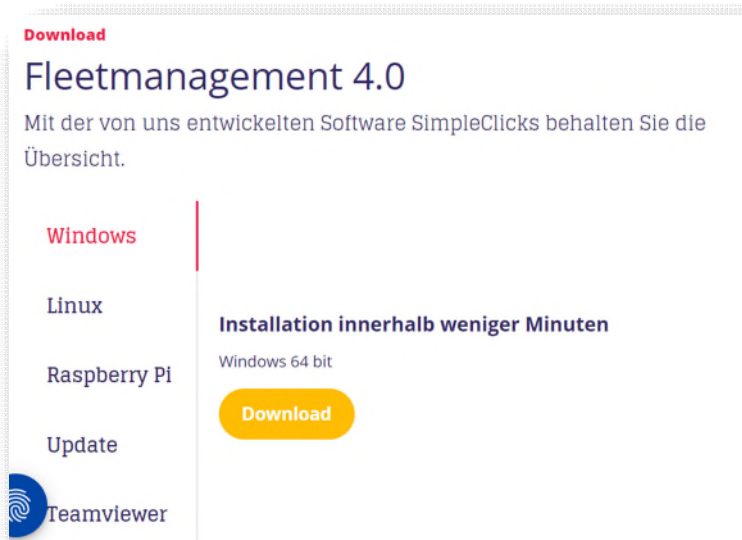 Download
Fleetmanagement 4.0
Mit der von uns entwickelten Software SimpleClicks behalten Sie die
Übersicht.
Windows
Linux
Raspberry Pi
Update
Teamviewer
Installation innerhalb weniger Minuten
Windows 64 bit
Download